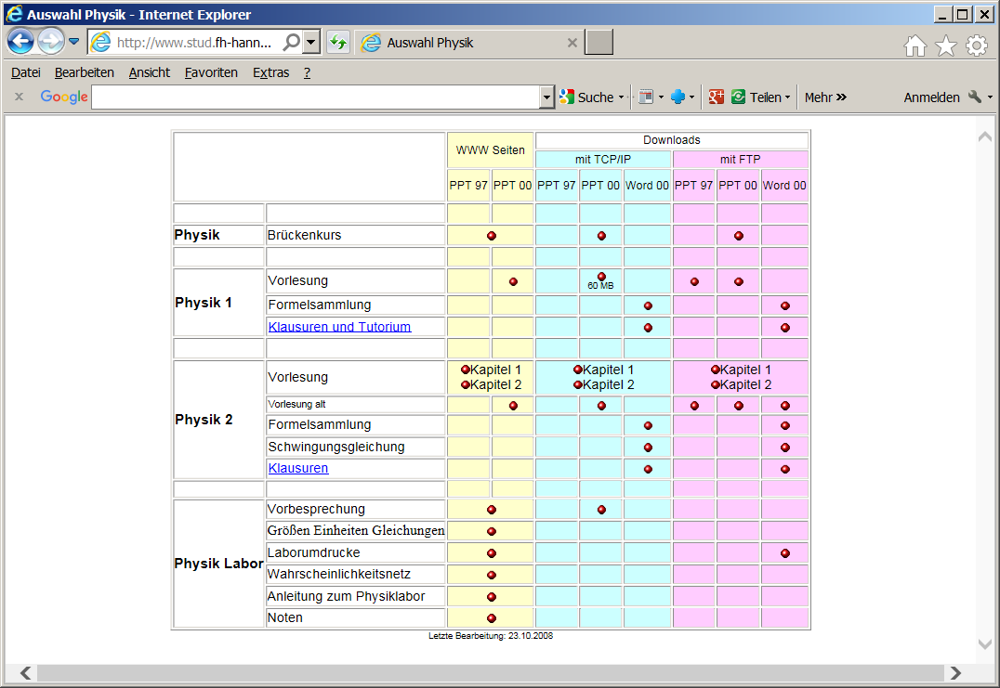 Auswahl Physik - Internet Explorer
http://www.stud.fh-hann...
Auswahl Physik
Datei Bearbeiten Ansicht Favoriten Extras ?
x Google Suche Teilen Mehr » Anmelden
WWW Seiten
Downloads
mit TCP/IP mit FTP
PPT 97 PPT 00 PPT 97 PPT 00 Word 00 PPT 97 PPT 00 Word 00
Physik Brückenkurs
Physik 1
Vorlesung
60 MB
Formelsammlung
Klausuren und Tutorium
Physik 2
Vorlesung
Kapitel 1 Kapitel 1 Kapitel 1
Kapitel 2 Kapitel 2 Kapitel 2
Vorlesung alt
Formelsammlung
Schwingungsgleichung
Klausuren
Physik Labor
Vorbesprechung
Größen Einheiten Gleichungen
Laborumdrucke
Wahrscheinlichkeitsnetz
Anleitung zum Physiklabor
Noten
Letzte Bearbeitung: 23.10.2008